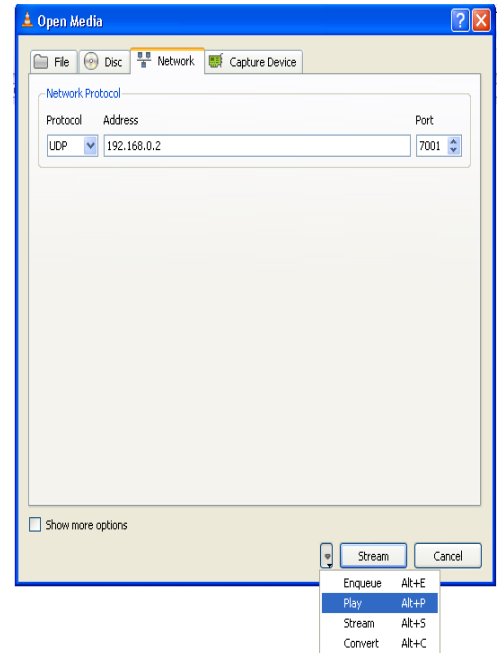 Open Media
File Disc Network Capture Device
Network Protocol
Protocol Address Port
UDP 192.168.0.2 7001
Show more options
Stream Cancel
Enqueue Alt+E
Play Alt+P
Stream Alt+S
Convert Alt+C